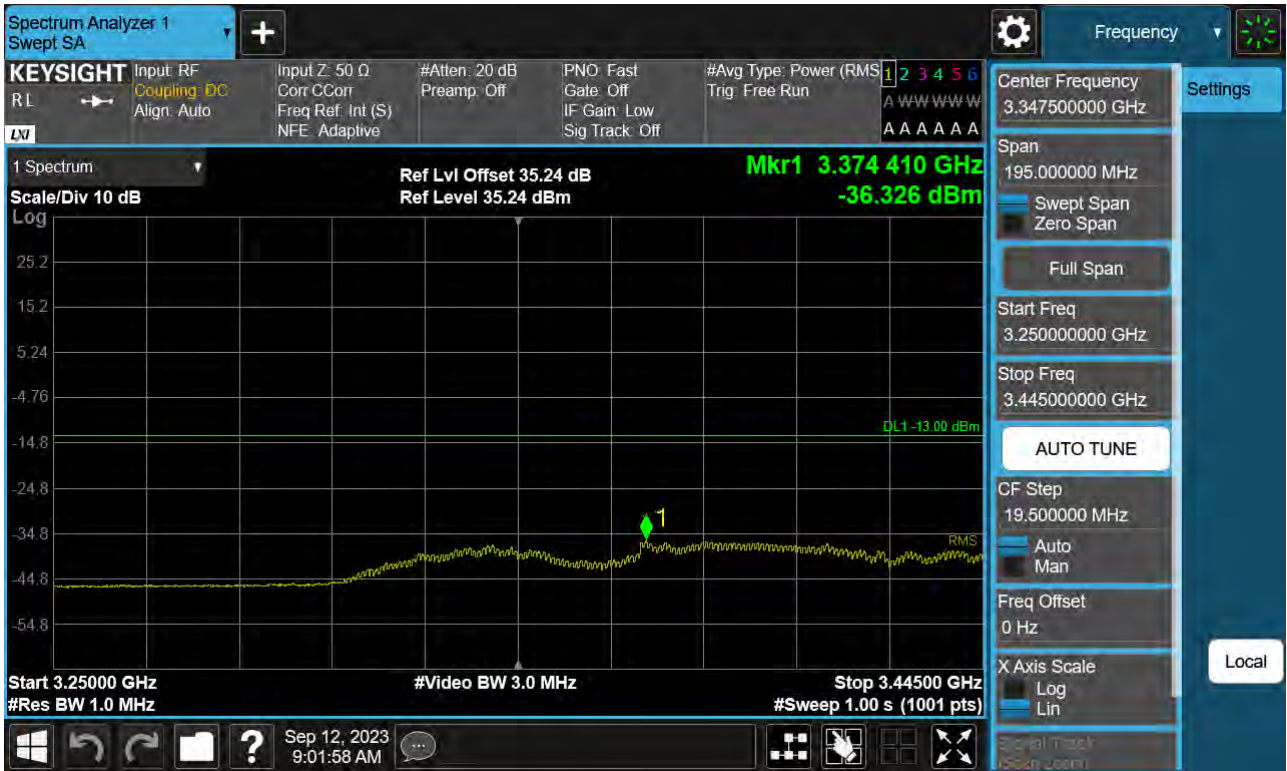 Spectrum Analyzer 1
Swept SA
+
Frequency
KEYSIGHT
RL
LXI
Input: RF
Coupling: DC
Align: Auto
Input Z: 50 Ω
Corr CCorr
Freq Ref: Int (S)
NFE: Adaptive
#Atten: 20 dB
Preamp: Off
PNO: Fast
Gate: Off
IF Gain: Low
Sig Track: Off
#Avg Type: Power (RMS
Trig: Free Run
1 2 3 4 5 6
A W W W W W
A A A A A A
1 Spectrum
Scale/Div 10 dB
Log
Ref Lvl Offset 35.24 dB
Ref Level 35.24 dBm
Mkr1 3.374 410 GHz
-36.326 dBm
25.2
15.2
5.24
-4.76
-14.8
-24.8
-34.8
-44.8
-54.8
DL1 -13.00 dBm
1
RMS
Start 3.25000 GHz
#Res BW 1.0 MHz
#Video BW 3.0 MHz
Stop 3.44500 GHz
#Sweep 1.00 s (1001 pts)
Center Frequency
3.347500000 GHz
Span
195.000000 MHz
Swept Span
Zero Span
Full Span
Start Freq
3.250000000 GHz
Stop Freq
3.445000000 GHz
AUTO TUNE
CF Step
19.500000 MHz
Auto
Man
Freq Offset
0 Hz
X Axis Scale
Log
Lin
Signal Track
(Span Zoom)
Settings
Local
?
Sep 12, 2023
9:01:58 AM